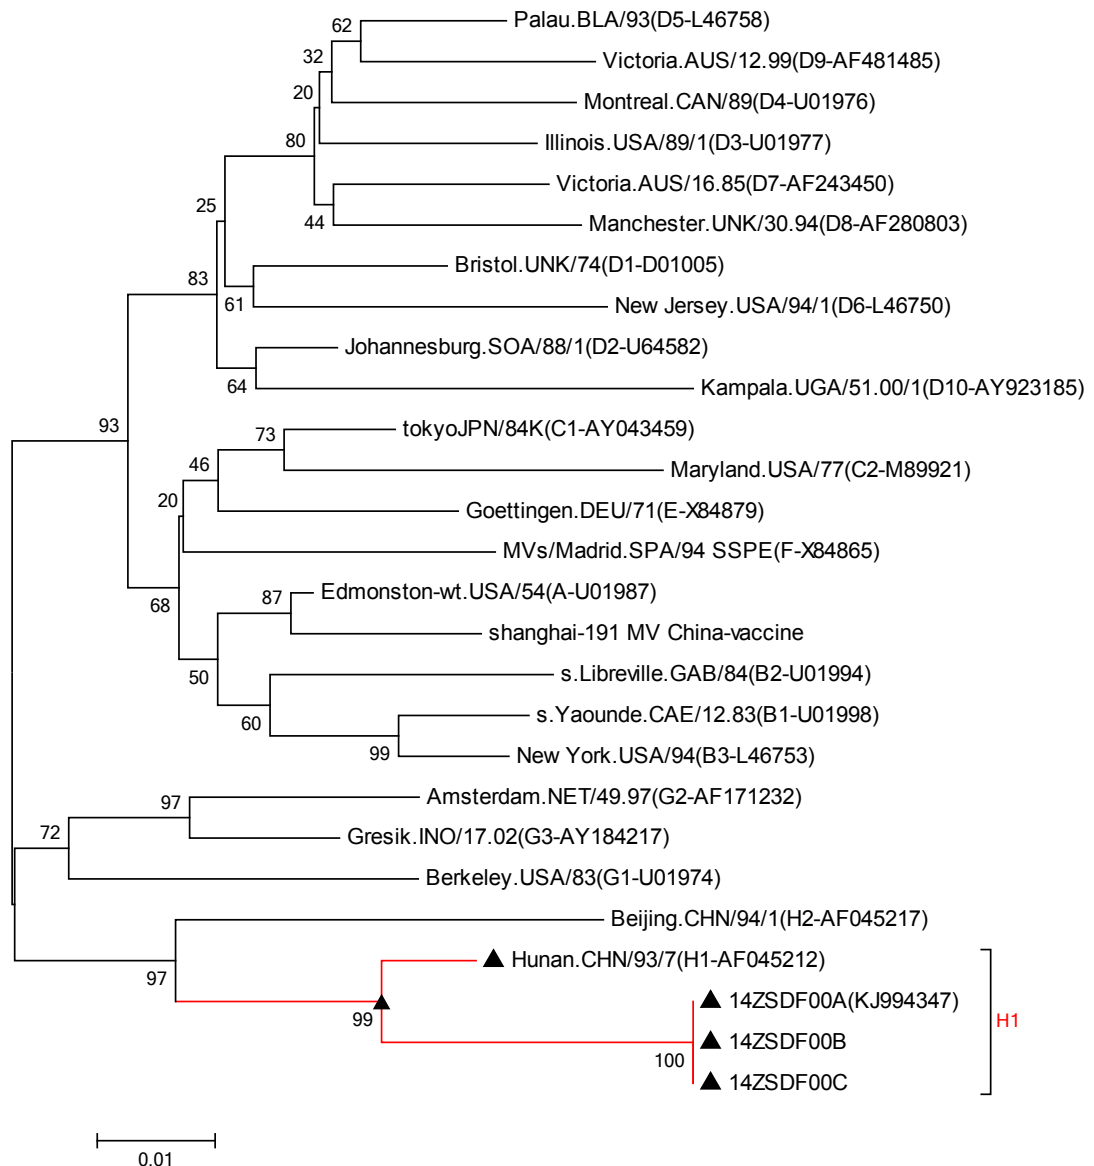 62
Palau.BLA/93(D5-L46758)
32
Victoria.AUS/12.99(D9-AF481485)
20
Montreal.CAN/89(D4-U01976)
80
Illinois.USA/89/1(D3-U01977)
Victoria.AUS/16.85(D7-AF243450)
25
44
Manchester.UNK/30.94(D8-AF280803)
83
Bristol.UNK/74(D1-D01005)
61
New Jersey.USA/94/1(D6-L46750)
Johannesburg.SOA/88/1(D2-U64582)
64
Kampala.UGA/51.00/1(D10-AY923185)
93
73
tokyoJPN/84K(C1-AY043459)
46
Maryland.USA/77(C2-M89921)
20
Goettingen.DEU/71(E-X84879)
MVs/Madrid.SPA/94 SSPE(F-X84865)
68
87
Edmonston-wt.USA/54(A-U01987)
shanghai-191 MV China-vaccine
50
s.Libreville.GAB/84(B2-U01994)
60
s.Yaounde.CAE/12.83(B1-U01998)
99
New York.USA/94(B3-L46753)
97
Amsterdam.NET/49.97(G2-AF171232)
72
Gresik.INO/17.02(G3-AY184217)
Berkeley.USA/83(G1-U01974)
Beijing.CHN/94/1(H2-AF045217)
97
Hunan.CHN/93/7(H1-AF045212)
99
14ZSDF00A(KJ994347)
H1
14ZSDF00B
100
14ZSDF00C
0.01